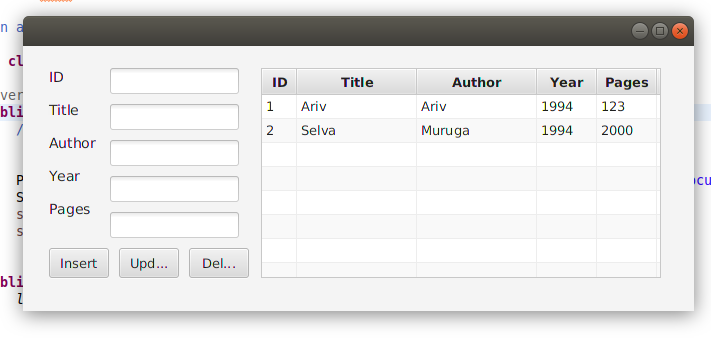 n a
cl
ver
bli
/
P
S
s
s
bli
l
ocu
ID
Title
Author
Year
Pages
Insert Upd... Del...
ID Title Author Year Pages
1 Ariv Ariv 1994 123
2 Selva Muruga 1994 2000